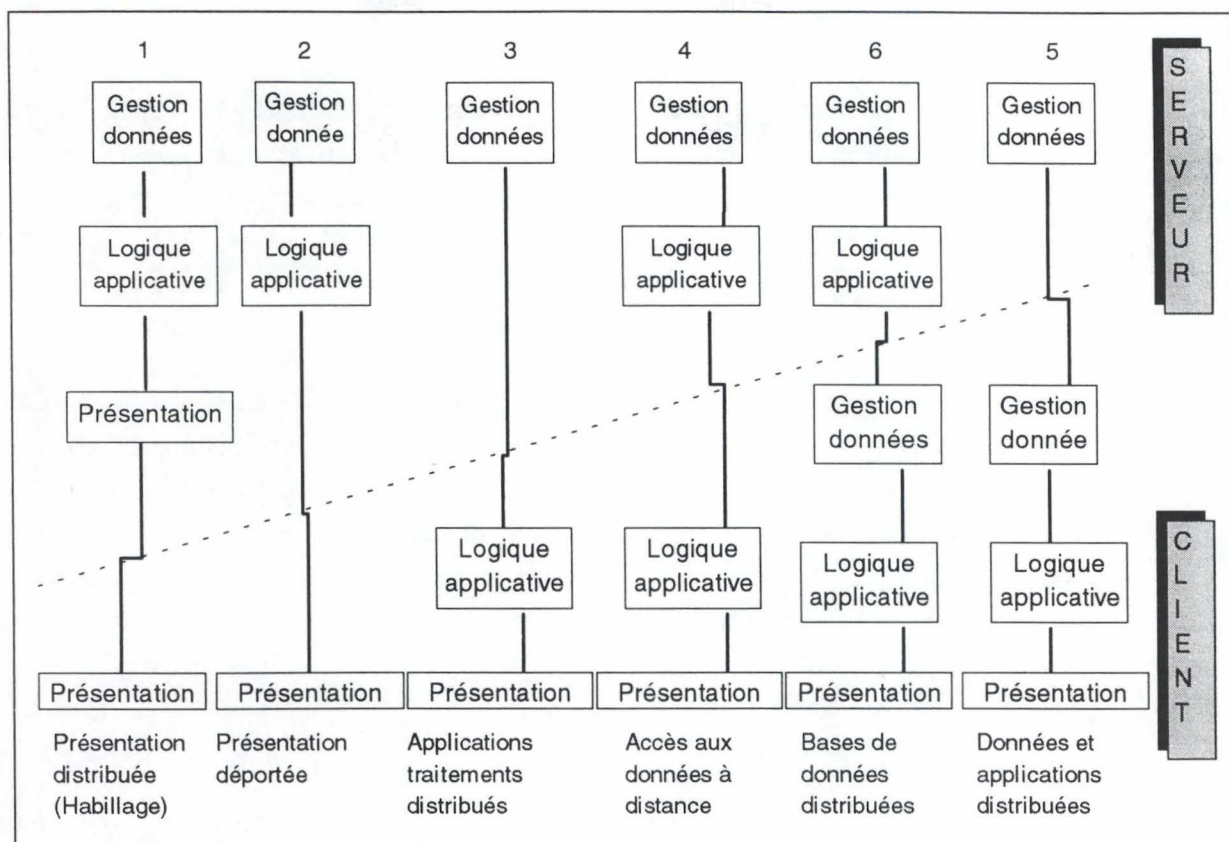 1
2
3
4
6
5
Gestion
données
Gestion
donnée
Gestion
données
Gestion
données
Gestion
données
Gestion
données
Logique
applicative
Logique
applicative
Logique
applicative
Logique
applicative
Présentation
Gestion
données
Gestion
donnée
Logique
applicative
Logique
applicative
Logique
applicative
Logique
applicative
Présentation
Présentation
Présentation
Présentation
Présentation
Présentation
Présentation
distribuée
(Habillage)
Présentation
déportée
Applications
traitements
distribués
Accès aux
données à
distance
Bases de
données
distribuées
Données et
applications
distribuées
SERVEUR
CLIENT